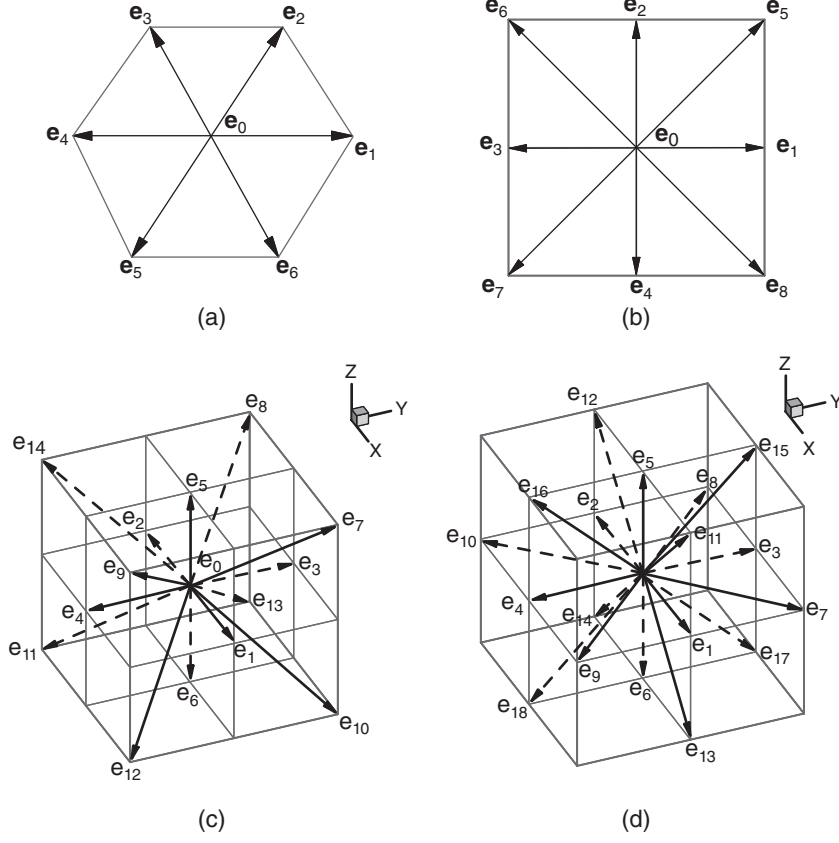 e3 e2
e4 e0 e1
e5 e6
(a)
e6 e2 e5
e3 e0 e1
e7 e4 e8
(b)
Z
Y
X
e8
e14
e5
e7
e2
e0
e9 e3
e4 e13
e11 e1
e6
e10
e12
(c)
Z
Y
X
e12
e15
e5
e8
e16
e2
e10 e11
e3
e4
e14 e7
e1
e9 e17
e6
e18
e13
(d)